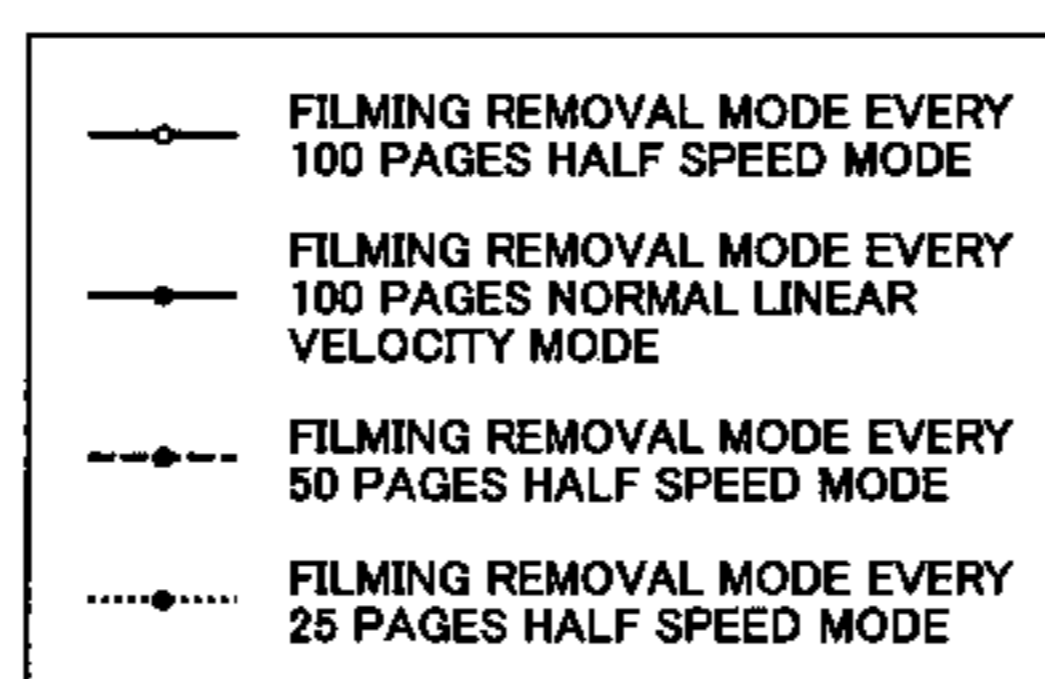 FILMING REMOVAL MODE EVERY
100 PAGES HALF SPEED MODE
FILMING REMOVAL MODE EVERY
100 PAGES NORMAL LINEAR
VELOCITY MODE
FILMING REMOVAL MODE EVERY
50 PAGES HALF SPEED MODE
FILMING REMOVAL MODE EVERY
25 PAGES HALF SPEED MODE